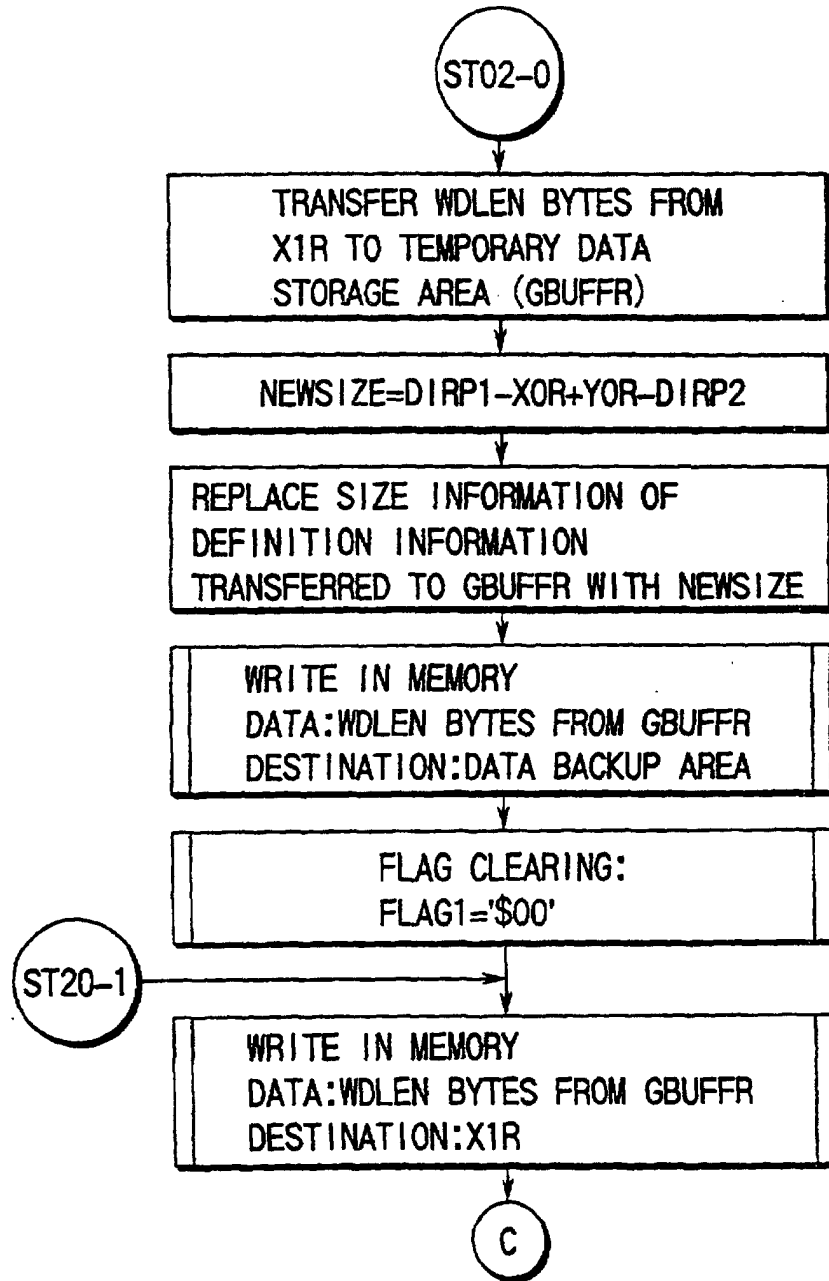 ST02-0
TRANSFER WDLEN BYTES FROM
X1R TO TEMPORARY DATA
STORAGE AREA (GBUFFR)
NEWSIZE=DIRP1-X0R+Y0R-DIRP2
REPLACE SIZE INFORMATION OF
DEFINITION INFORMATION
TRANSFERRED TO GBUFFR WITH NEWSIZE
WRITE IN MEMORY
DATA:WDLEN BYTES FROM GBUFFR
DESTINATION:DATA BACKUP AREA
FLAG CLEARING:
FLAG1='$00'
ST20-1
WRITE IN MEMORY
DATA:WDLEN BYTES FROM GBUFFR
DESTINATION:X1R
C